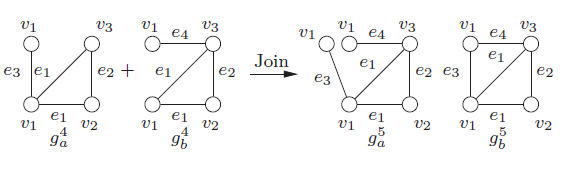 v1 v3 v1 e4 v3 v1 v1 e4 v3 v1 e4 v3
e3 e1 e2 + e1 e2 Join e3 e1 e2 e3 e1 e2
e1 e1 e1 e1
v1 v2 v1 v2 v1 v2 v1 v2
g_a^4 g_b^4 g_a^5 g_b^5